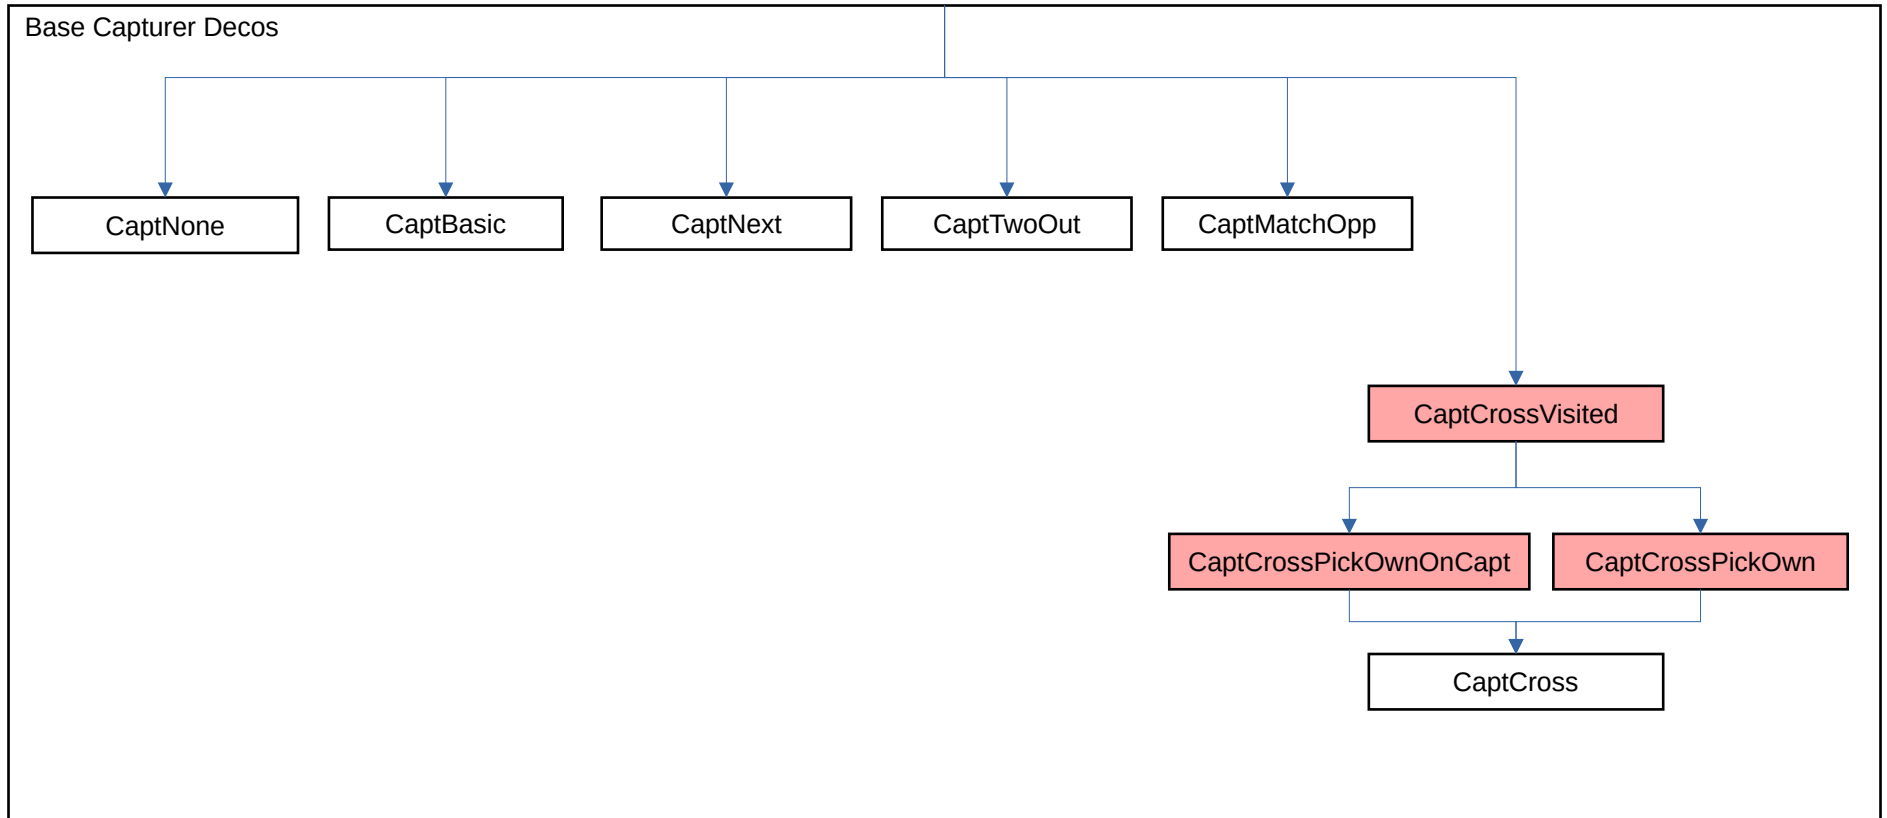 Base Capturer Decos
CaptNone
CaptBasic
CaptNext
CaptTwoOut
CaptMatchOpp
CaptCrossVisited
CaptCrossPickOwnOnCapt
CaptCrossPickOwn
CaptCross